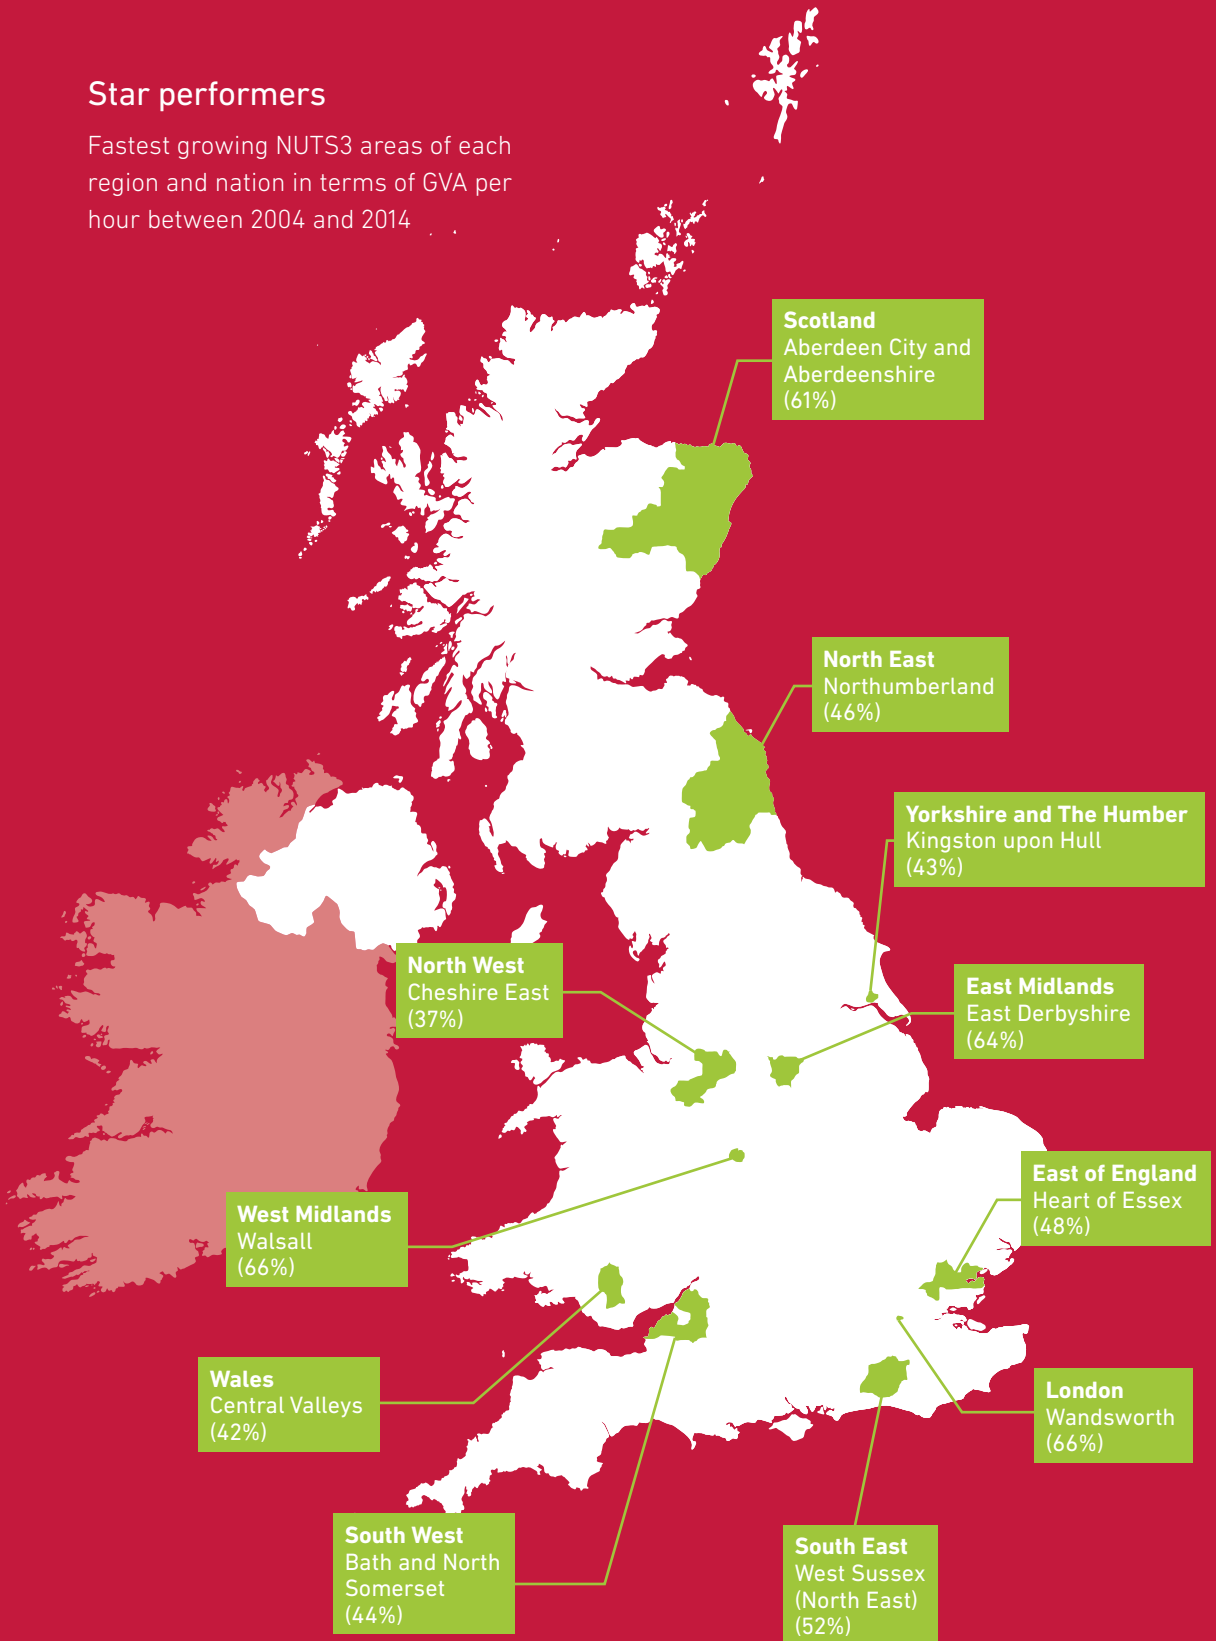 Star performers
Fastest growing NUTS3 areas of each
region and nation in terms of GVA per
hour between 2004 and 2014
Scotland
Aberdeen City and
Aberdeenshire
(61%)
North East
Northumberland
(46%)
Yorkshire and The Humber
Kingston upon Hull
(43%)
North West
Cheshire East
(37%)
East Midlands
East Derbyshire
(64%)
East of England
Heart of Essex
(48%)
West Midlands
Walsall
(66%)
Wales
Central Valleys
(42%)
London
Wandsworth
(66%)
South West
Bath and North
Somerset
(44%)
South East
West Sussex
(North East)
(52%)